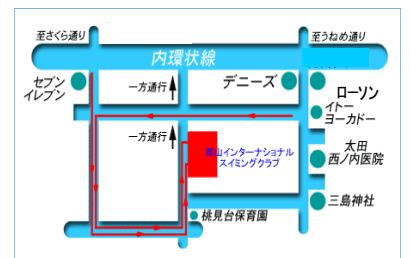 至さくら通り
至うねめ通り
内環状線
セブン
イレブン
一方通行
デニーズ
ローソン
イトー
ヨーカドー
一方通行
郡山インターナショナル
スイミングクラブ
太田
西ノ内医院
三島神社
桃見台保育園